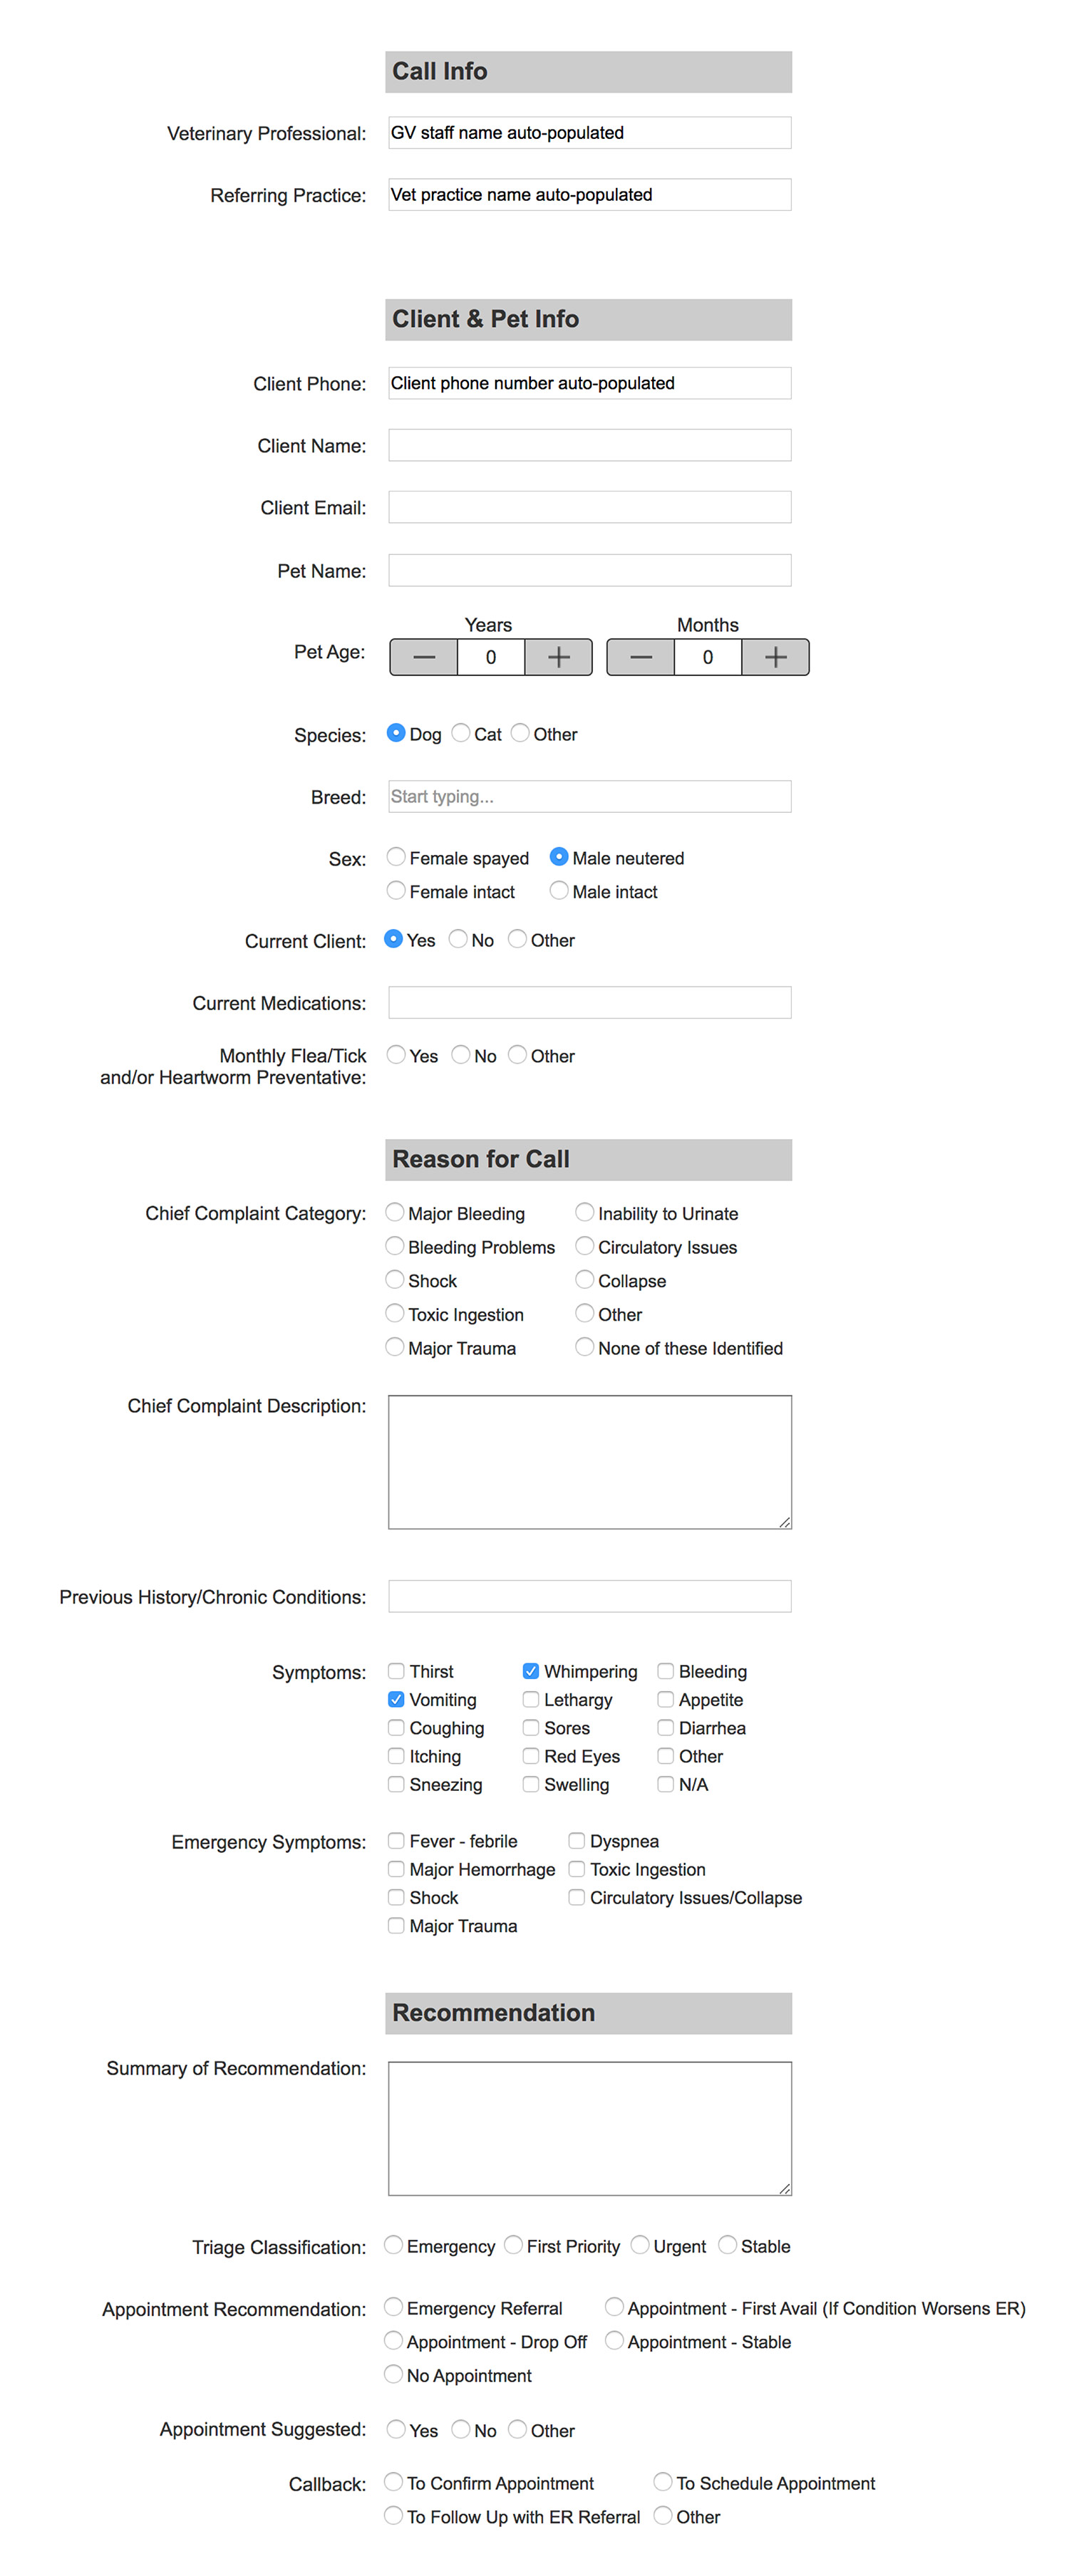 Call Info
Veterinary Professional: GV staff name auto-populated
Referring Practice: Vet practice name auto-populated
Client & Pet Info
Client Phone: Client phone number auto-populated
Client Name:
Client Email:
Pet Name:
Years Months
Pet Age: 0 0
Species: Dog Cat Other
Breed: Start typing...
Sex: Female spayed Male neutered
Female intact Male intact
Current Client: Yes No Other
Current Medications:
Monthly Flea/Tick Yes No Other
and/or Heartworm Preventative:
Reason for Call
Chief Complaint Category: Major Bleeding Inability to Urinate
Bleeding Problems Circulatory Issues
Shock Collapse
Toxic Ingestion Other
Major Trauma None of these Identified
Chief Complaint Description:
Previous History/Chronic Conditions:
Symptoms: Thirst Whimpering Bleeding
Vomiting Lethargy Appetite
Coughing Sores Diarrhea
Itching Red Eyes Other
Sneezing Swelling N/A
Emergency Symptoms: Fever - febrile Dyspnea
Major Hemorrhage Toxic Ingestion
Shock Circulatory Issues/Collapse
Major Trauma
Recommendation
Summary of Recommendation:
Triage Classification: Emergency First Priority Urgent Stable
Appointment Recommendation: Emergency Referral Appointment - First Avail (If Condition Worsens ER)
Appointment - Drop Off Appointment - Stable
No Appointment
Appointment Suggested: Yes No Other
Callback: To Confirm Appointment To Schedule Appointment
To Follow Up with ER Referral Other